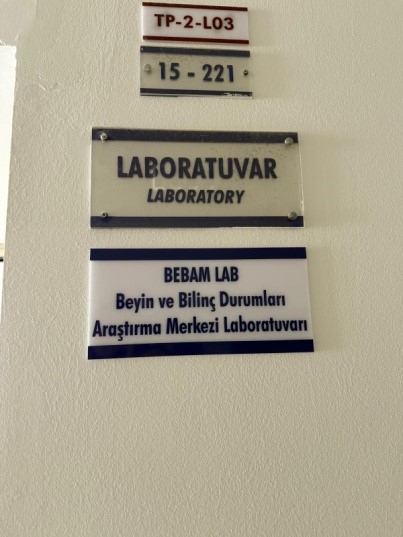 TP-2-L03
15 - 221
LABORATUVAR
LABORATORY
BEBAM LAB
Beyin ve Bilinç Durumları
Araştırma Merkezi Laboratuvarı